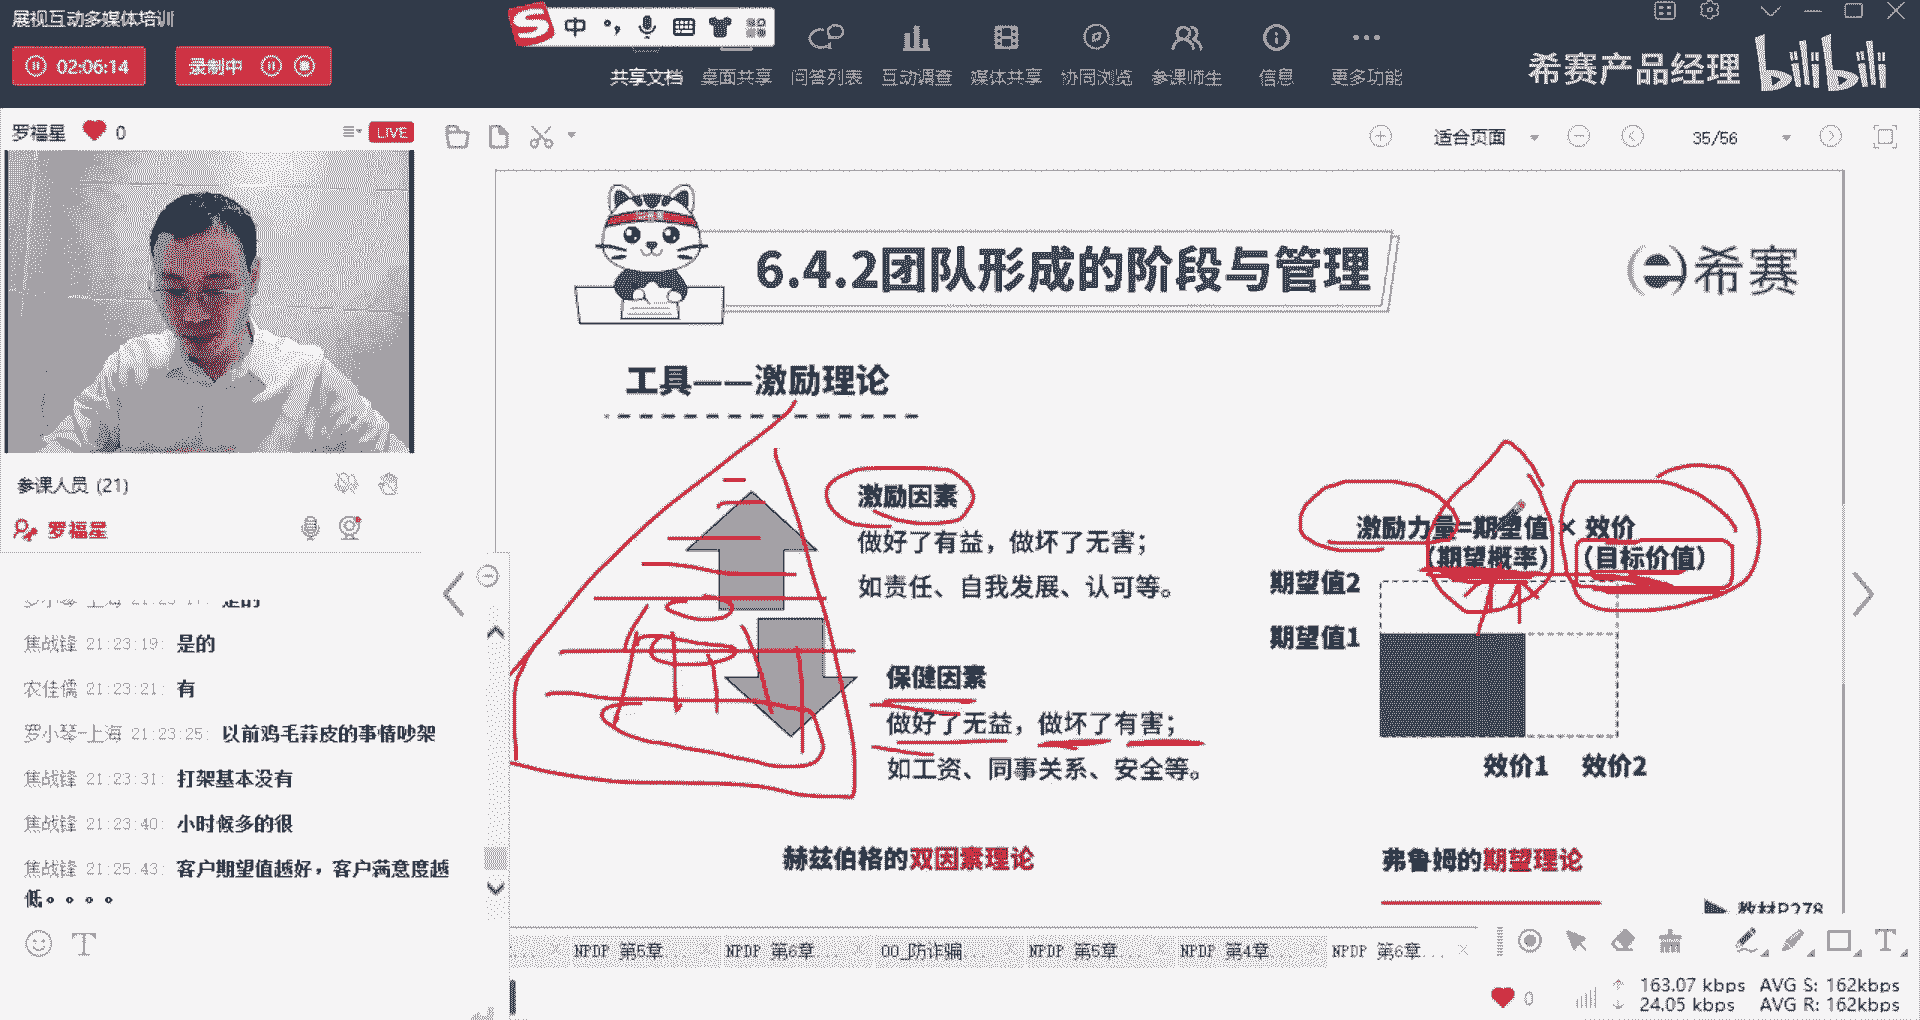 展视互动多媒体培训
中
02:06:14
录制中
共享文档 桌面共享 问答列表 互动调查 媒体共享 协同浏览 参课师生 信息 更多功能
希赛产品经理 bilibili
罗福星 0 LIVE
适合页面 35/56
参课人员 (21)
罗福星
是的
焦战锋 21:23:19: 是的
农佳儒 21:23:21: 有
罗小琴-上海 21:23:25: 以前鸡毛蒜皮的事情吵架
焦战锋 21:23:31: 打架基本没有
焦战锋 21:23:40: 小时候多的很
焦战锋 21:25:43: 客户期望值越好，客户满意度越
低。。。。
6.4.2团队形成的阶段与管理
希赛
工具——激励理论
激励因素
做好了有益，做坏了无害；
如责任、自我发展、认可等。
保健因素
做好了无益，做坏了有害；
如工资、同事关系、安全等。
赫兹伯格的双因素理论
激励力量=期望值 × 效价
（期望概率） （目标价值）
期望值2
期望值1
效价1 效价2
弗鲁姆的期望理论
教材P278
NPDP 第5章... NPDP 第6章... 00_防诈骗... NPDP 第5章... NPDP 第4章... NPDP 第6章...
0 163.07 kbps AVG S: 162kbps
24.05 kbps AVG R: 162kbps